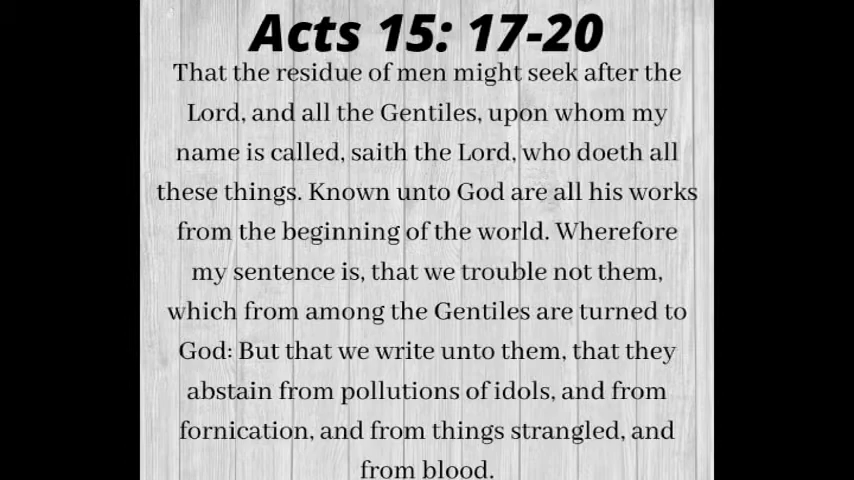 Acts 15: 17-20
That the residue of men might seek after the
Lord, and all the Gentiles, upon whom my
name is called, saith the Lord, who doeth all
these things. Known unto God are all his works
from the beginning of the world. Wherefore
my sentence is, that we trouble not them,
which from among the Gentiles are turned to
God: But that we write unto them, that they
abstain from pollutions of idols, and from
fornication, and from things strangled, and
from blood.